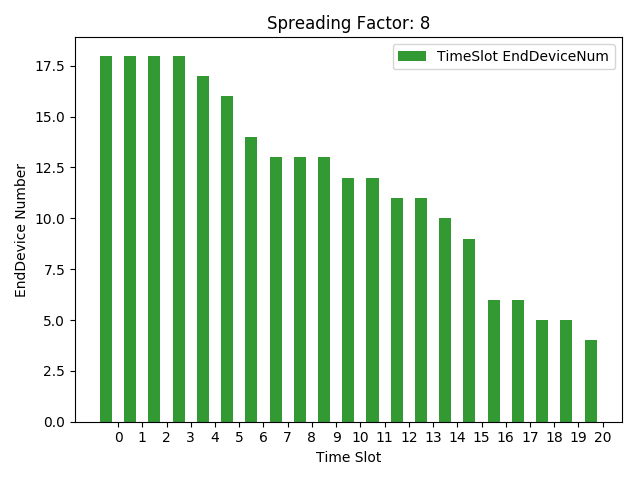 Spreading Factor: 8
TimeSlot EndDeviceNum
EndDevice Number
17.5
15.0
12.5
10.0
7.5
5.0
2.5
0.0
0 1 2 3 4 5 6 7 8 9 10 11 12 13 14 15 16 17 18 19 20
Time Slot